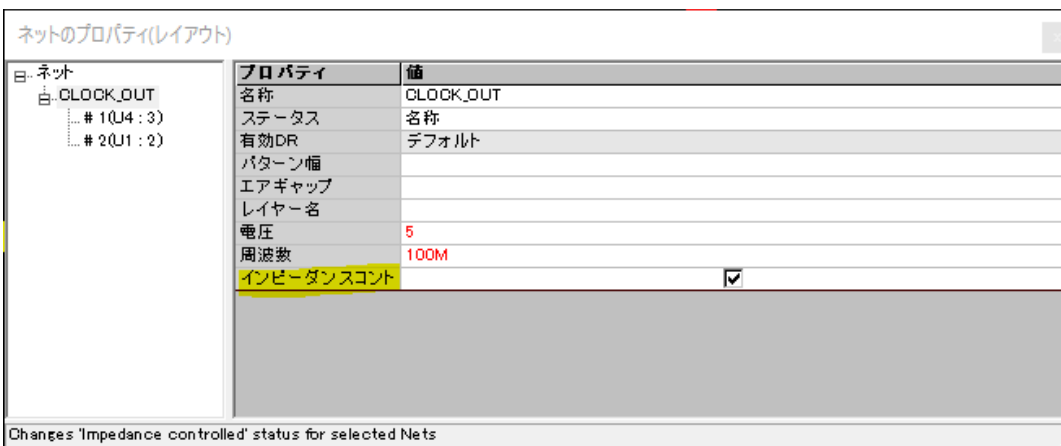 ネットのプロパティ(レイアウト)
ネット
CLOCK_OUT
# 1(U4 : 3)
# 2(U1 : 2)
プロパティ 値
名称 CLOCK_OUT
ステータス 名称
有効DR デフォルト
パターン幅
エアギャップ
レイヤー名
電圧 5
周波数 100M
インピーダンスコント
Changes 'Impedance controlled' status for selected Nets